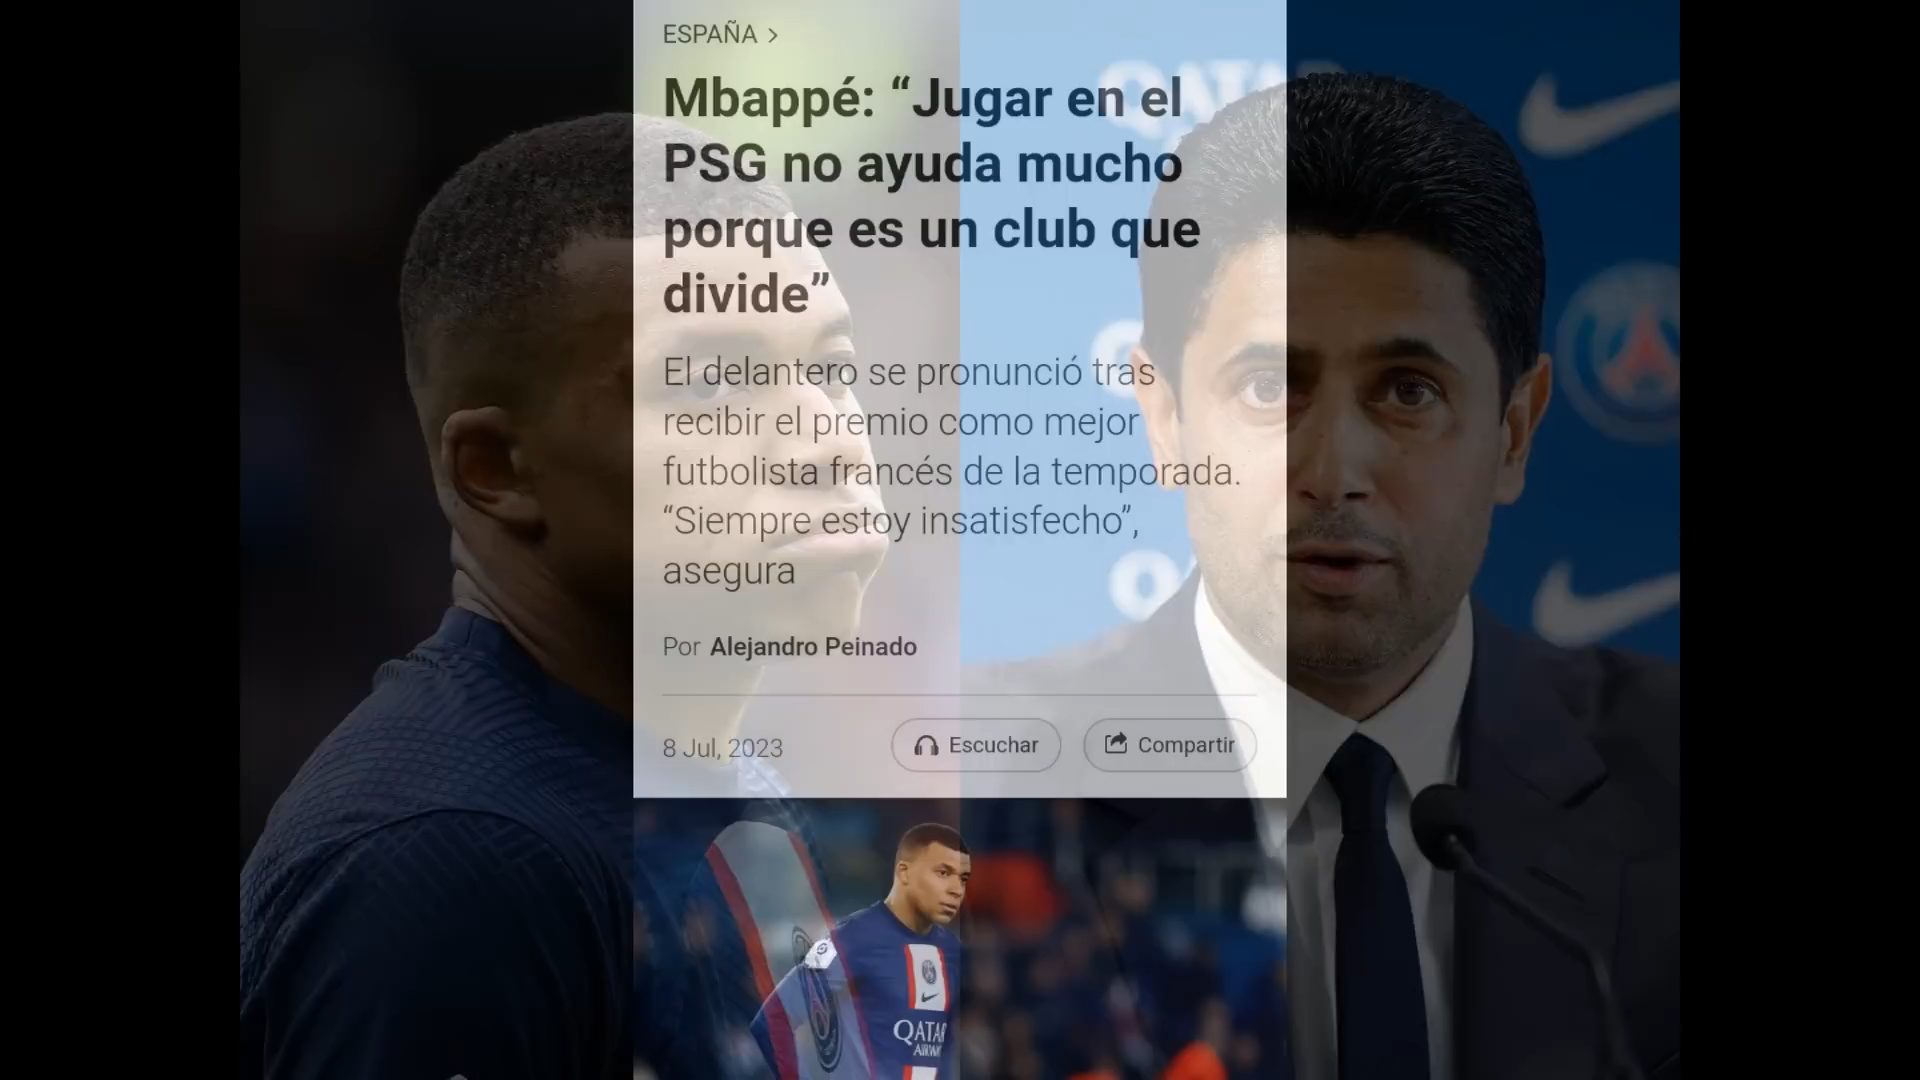 ESPAÑA >
Mbappé: “Jugar en el
PSG no ayuda mucho
porque es un club que
divide”
El delantero se pronunció tras
recibir el premio como mejor
futbolista francés de la temporada.
“Siempre estoy insatisfecho”,
asegura
Por Alejandro Peinado
8 Jul, 2023
Escuchar
Compartir
QATAR
QATAR
AIRW